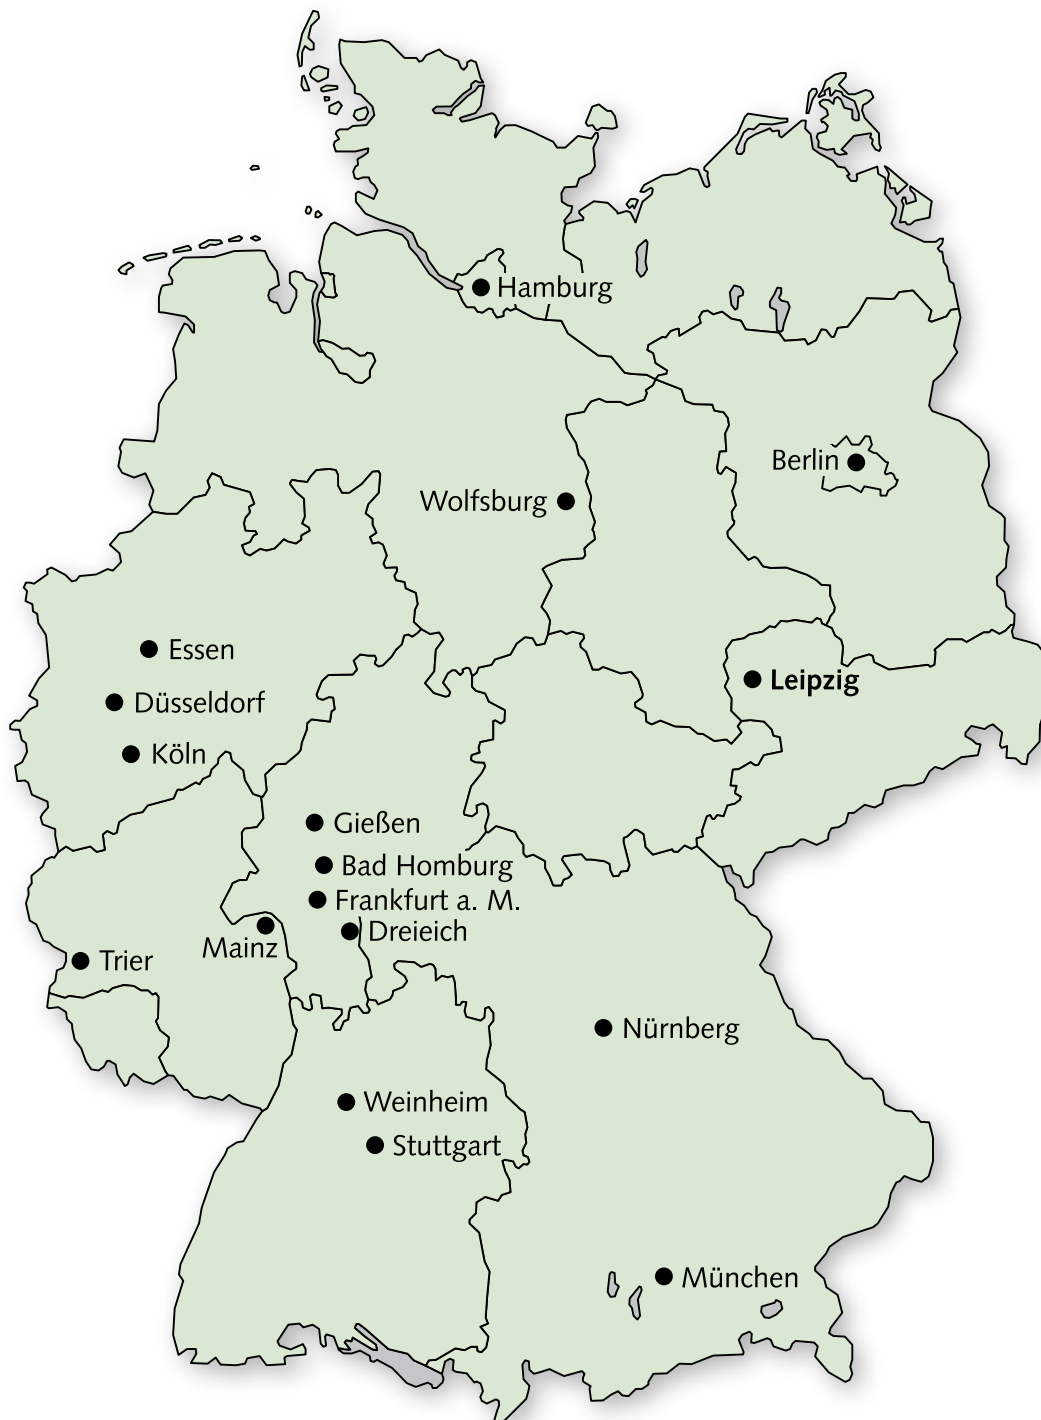 Hamburg
Berlin
Wolfsburg
Essen
Leipzig
Düsseldorf
Köln
Gießen
Bad Homburg
Frankfurt a. M.
Dreieich
Mainz
Trier
Nürnberg
Weinheim
Stuttgart
München